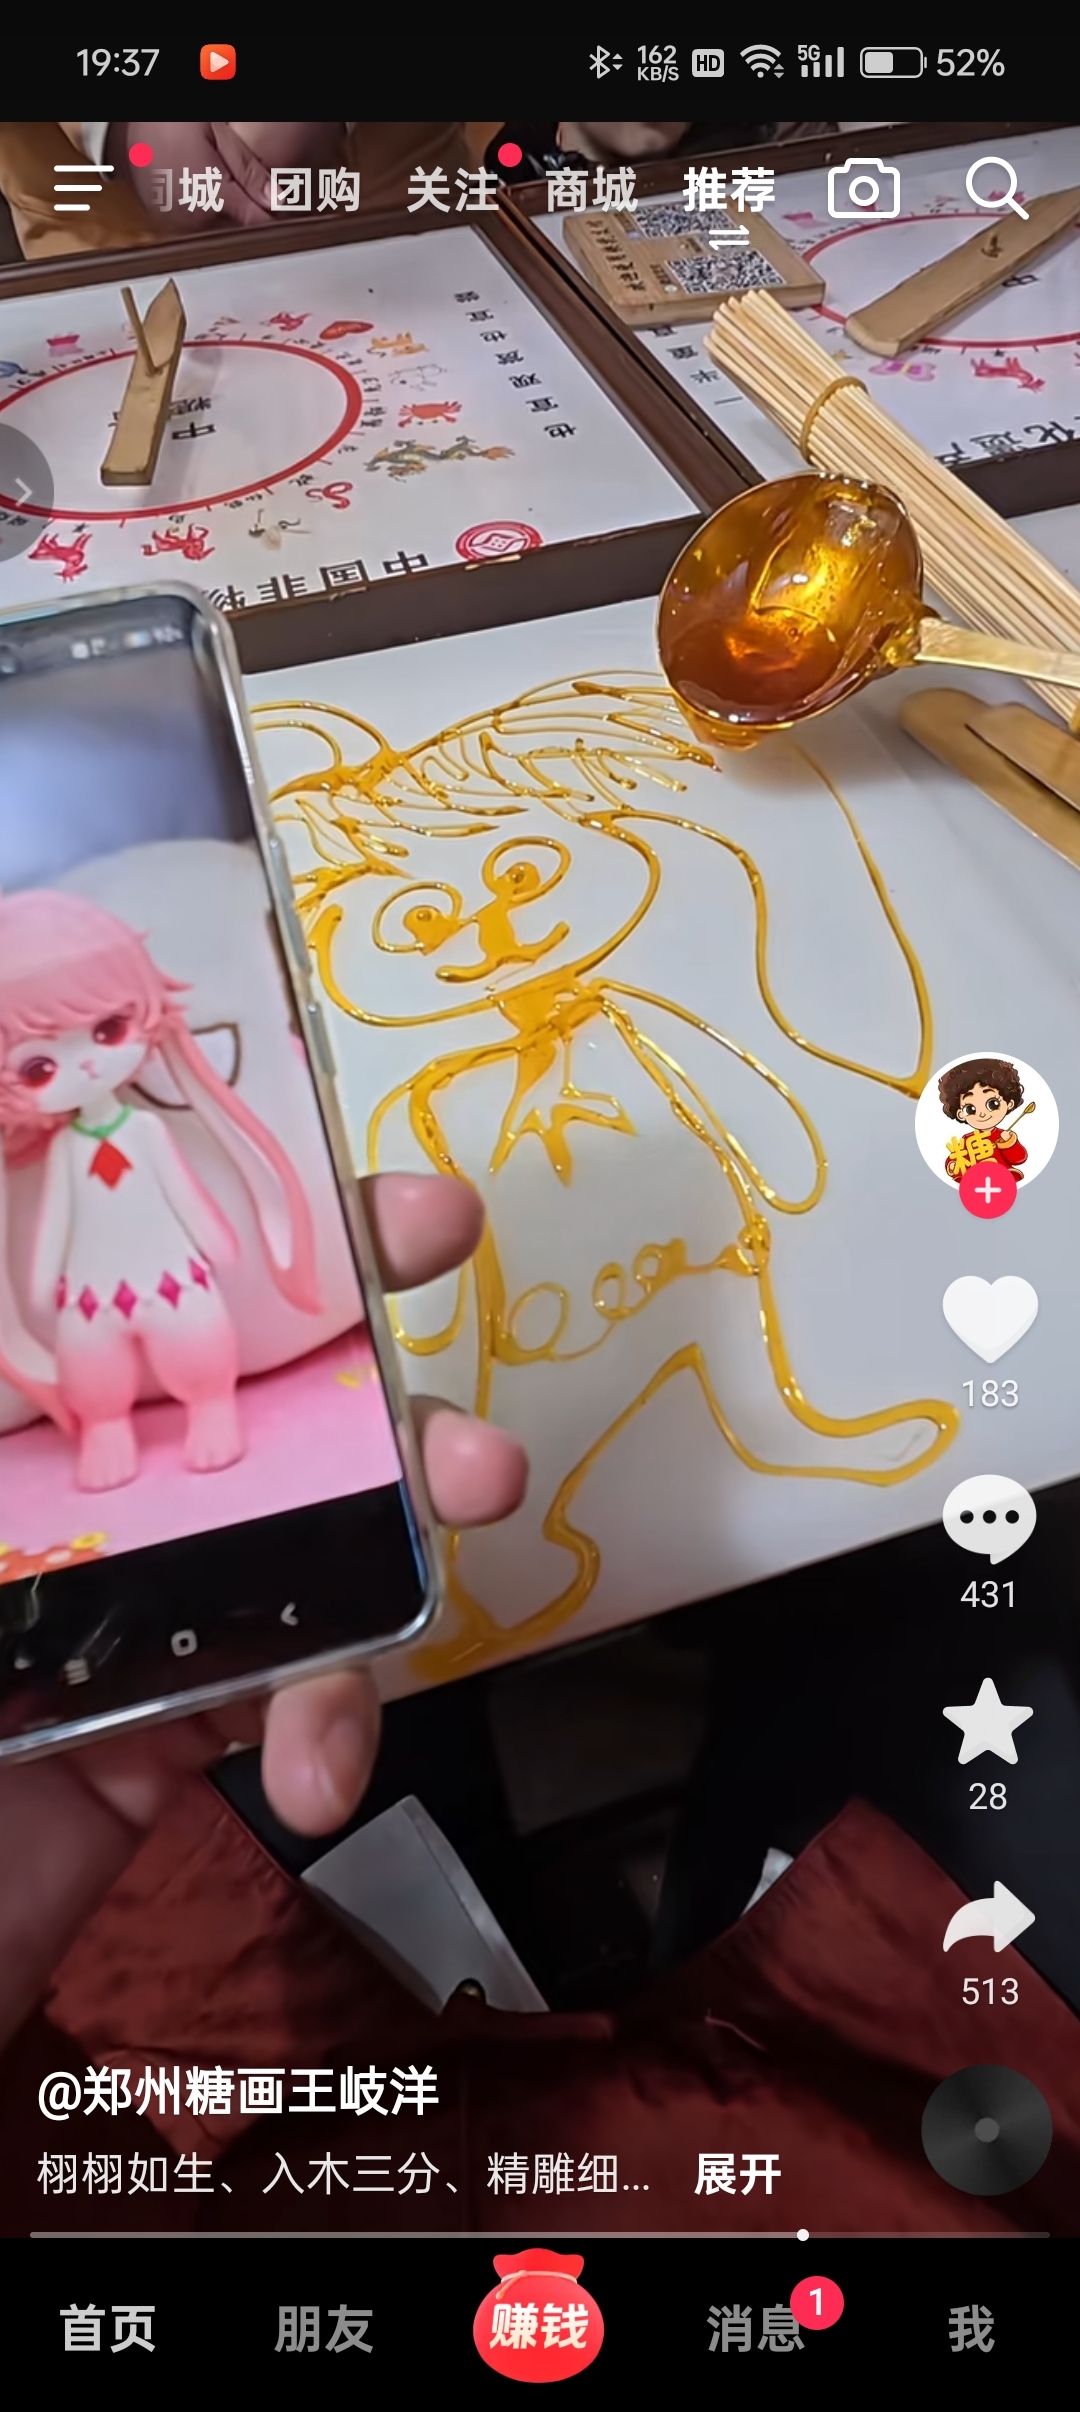 19:37
162
KB/S
HD
5G
52%
同城 团购 关注 商城 推荐
中国非物
糖
183
431
28
513
@郑州糖画王岐洋
栩栩如生、入木三分、精雕细... 展开
首页 朋友 赚钱 消息 1 我